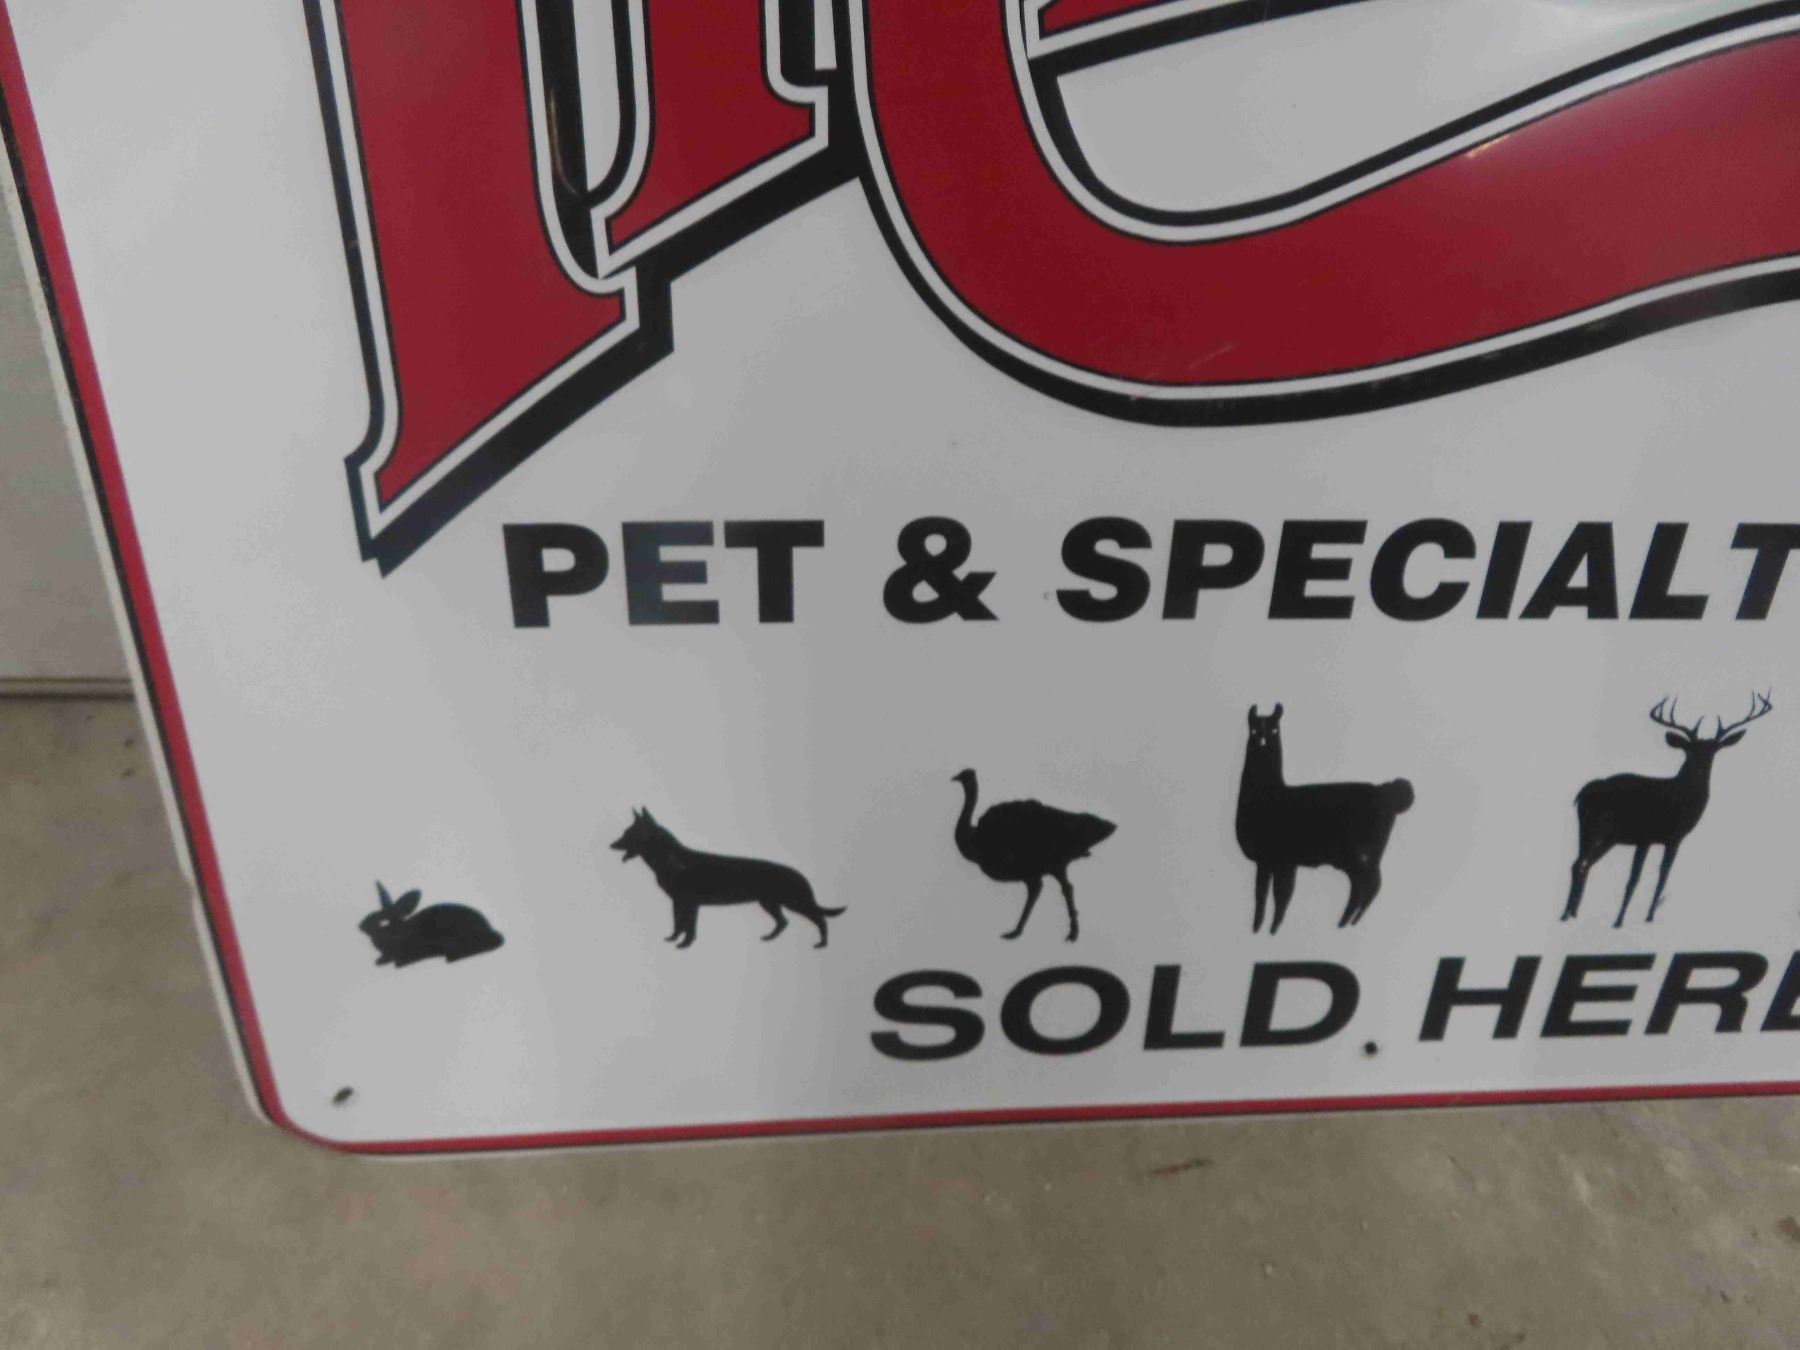 PET & SPECIALT
SOLD HERE